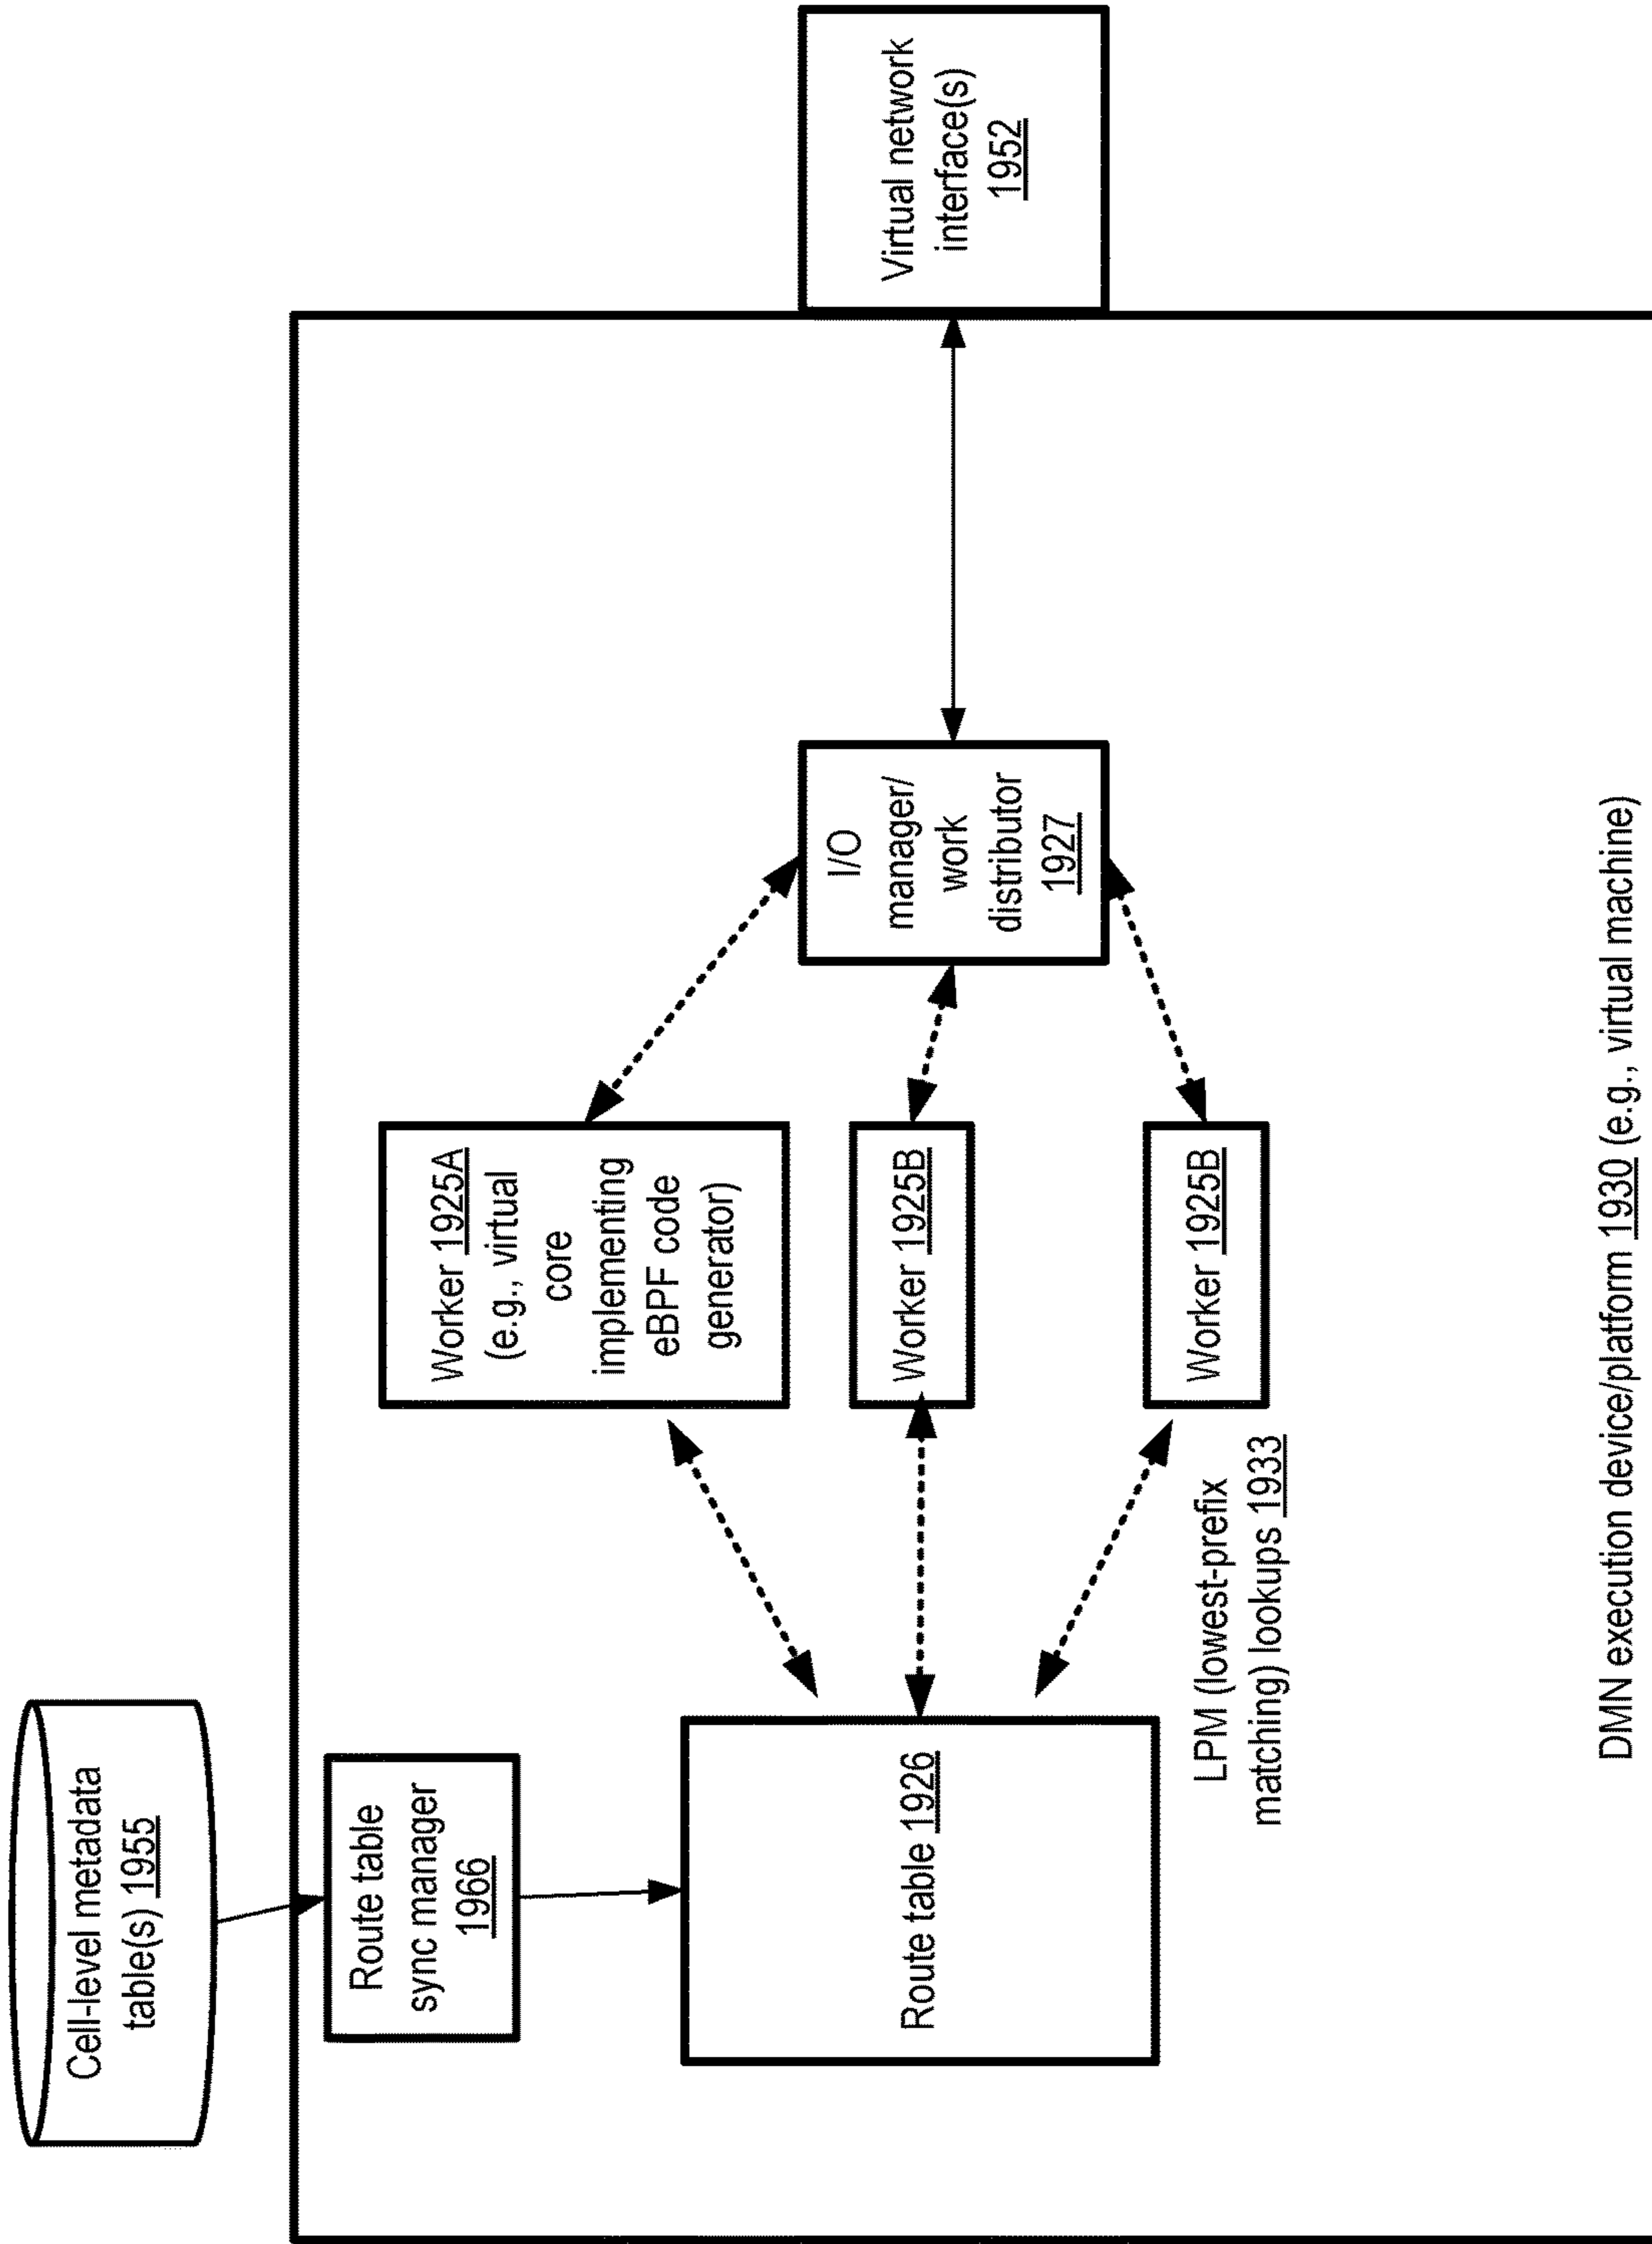 Cell-level metadata
table(s) 1955
Route table
sync manager
1966
Route table 1926
LPM (lowest-prefix
matching) lookups 1933
Worker 1925A
(e.g., virtual
core
implementing
eBPF code
generator)
Worker 1925B
Worker 1925B
I/O
manager/
work
distributor
1927
Virtual network
interface(s)
1952
DMN execution device/platform 1930 (e.g., virtual machine)